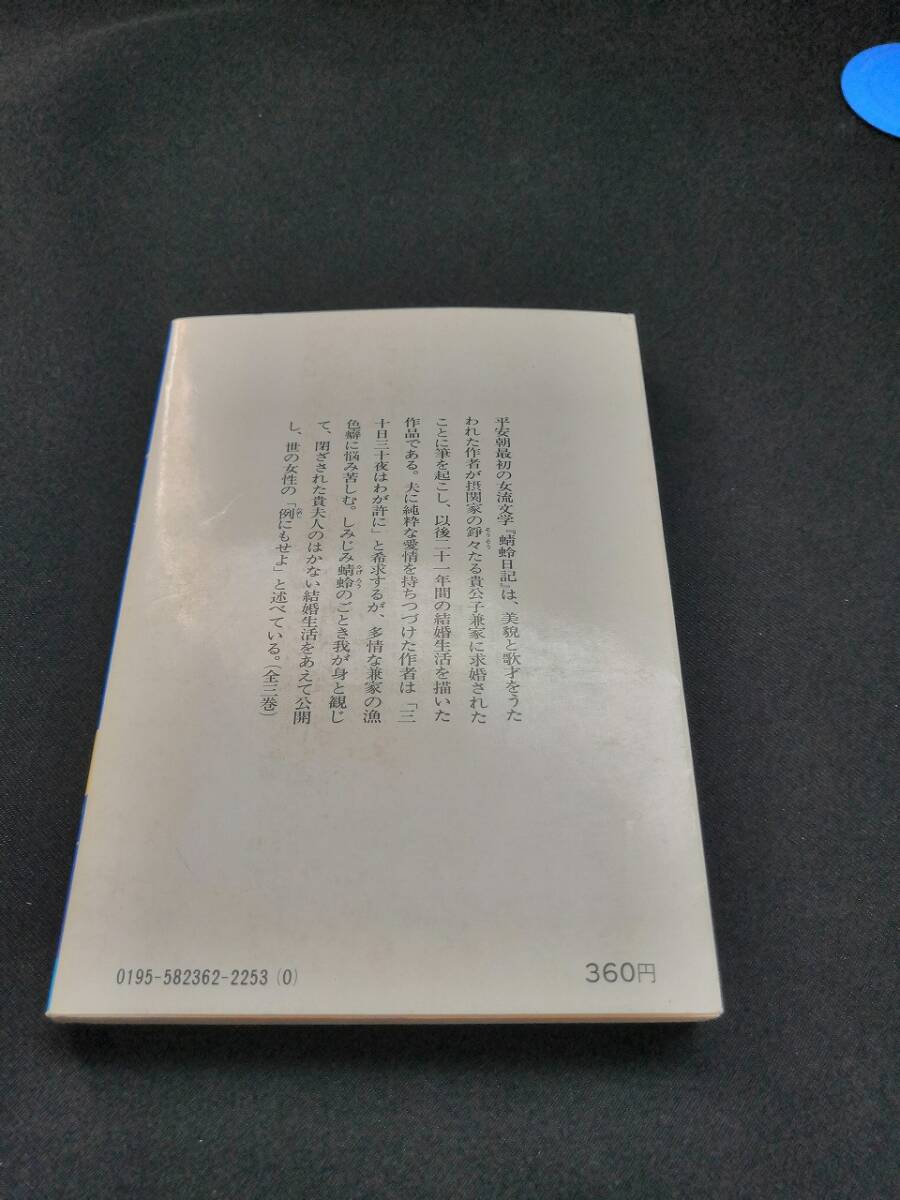 平安朝最初の女流文学『蜻蛉日記』は、美貌と歌才をうた
われた作者が摂関家の錚々たる貴公子兼家に求婚された
ことに筆を起こし、以後二十一年間の結婚生活を描いた
作品である。夫に純粋な愛情を持ちつづけた作者は「三
十日三十夜はわが許に」と希求するが、多情な兼家の漁
色癖に悩み苦しむ。しみじみ蜻蛉のごとき我が身と観じ
て、閉ざされた貴夫人のはかない結婚生活をあえて公開
し、世の女性の「例にもせよ」と述べている。(全三巻)
0195-582362-2253 (0)
360円